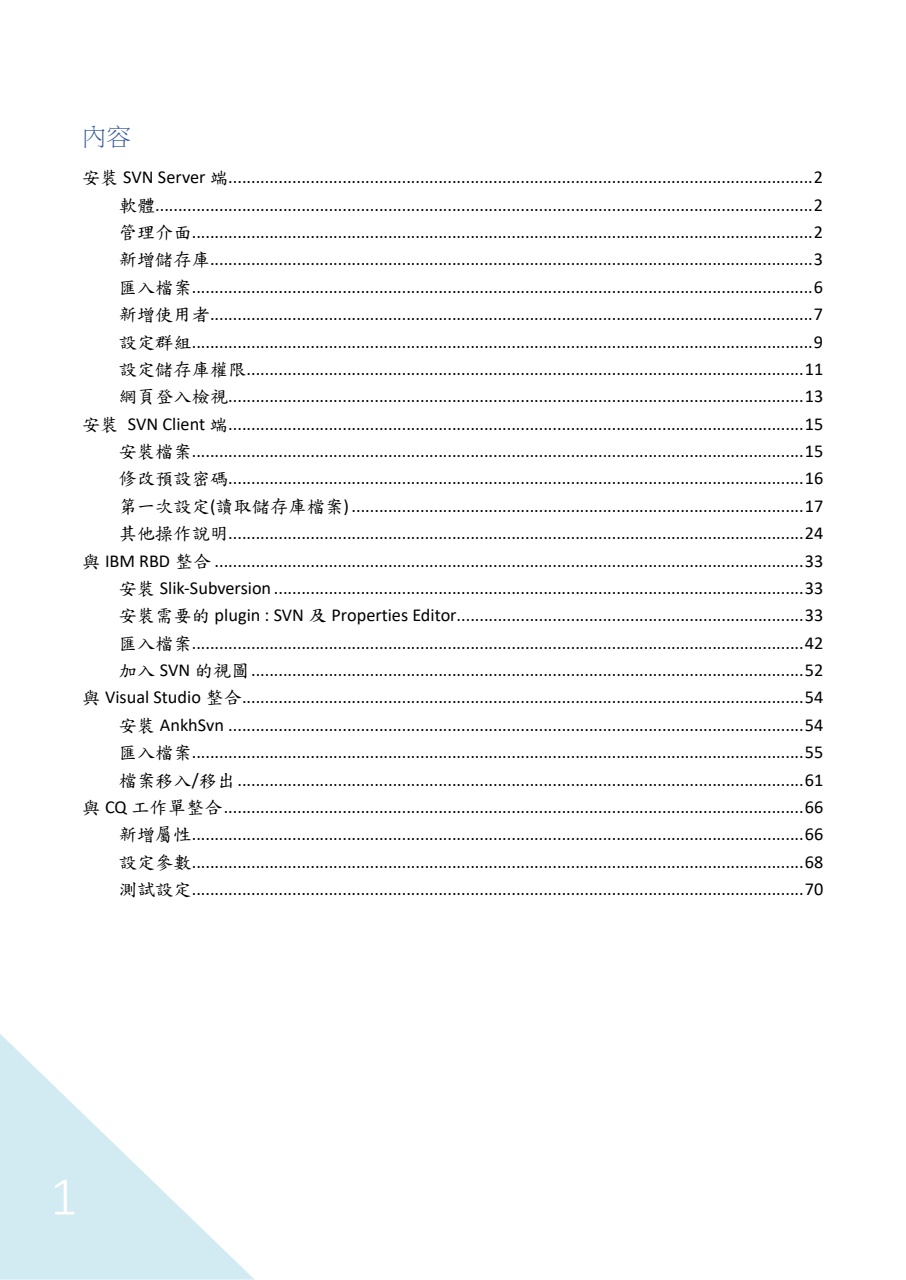 內容
安裝 SVN Server 端................................................................2
軟體................................................................2
管理介面................................................................2
新增儲存庫................................................................3
匯入檔案................................................................6
新增使用者................................................................7
設定群組................................................................9
設定儲存庫權限................................................................11
網頁登入檢視................................................................13
安裝 SVN Client 端................................................................15
安裝檔案................................................................15
修改預設密碼................................................................16
第一次設定(讀取儲存庫檔案)................................................................17
其他操作說明................................................................24
與 IBM RBD 整合................................................................33
安裝 Slik-Subversion................................................................33
安裝需要的 plugin : SVN 及 Properties Editor................................................................33
匯入檔案................................................................42
加入 SVN 的視圖................................................................52
與 Visual Studio 整合................................................................54
安裝 AnkhSvn................................................................54
匯入檔案................................................................55
檔案移入/移出................................................................61
與 CQ 工作單整合................................................................66
新增屬性................................................................66
設定參數................................................................68
測試設定................................................................70
1